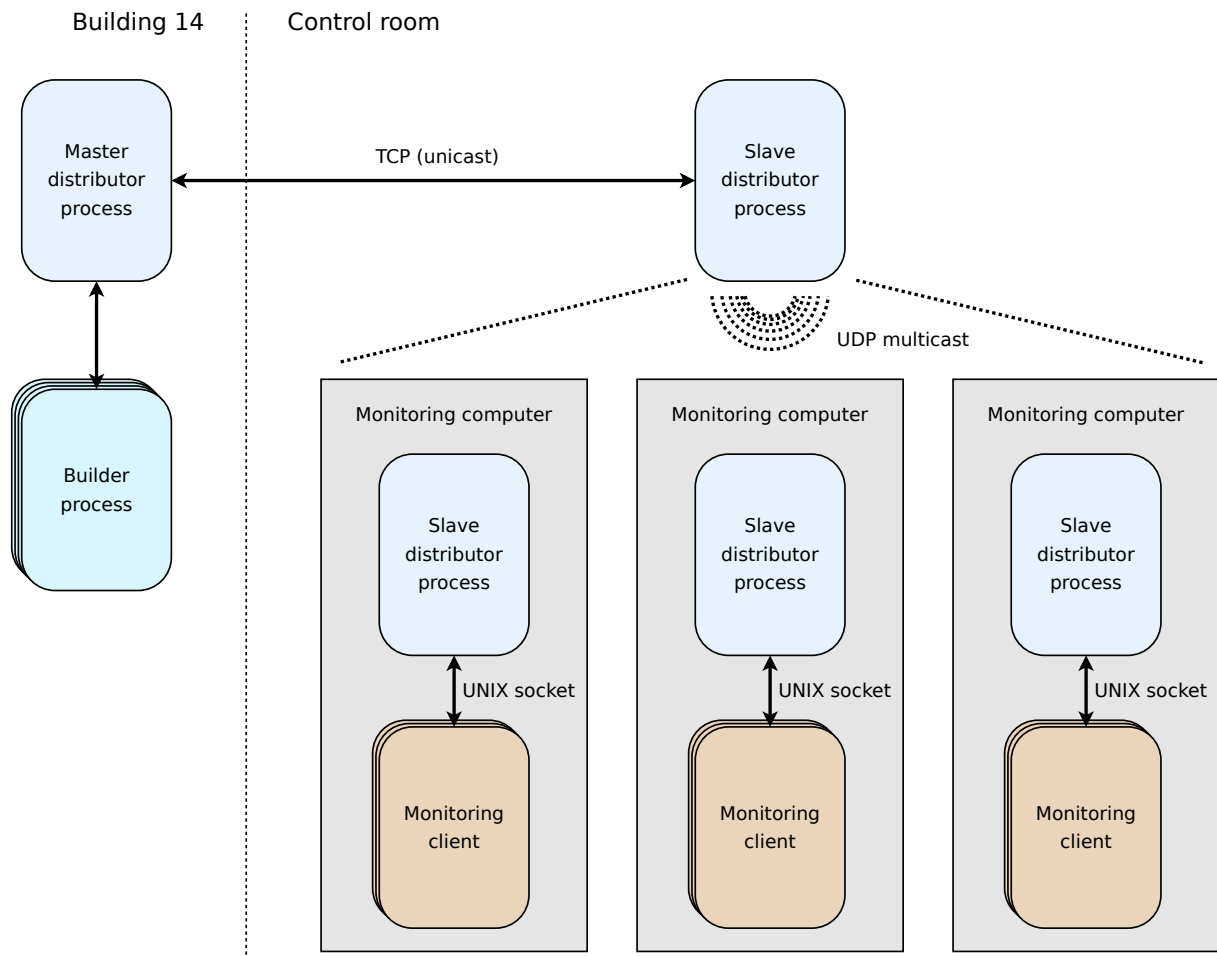 Building 14
Control room
Master
distributor
process
TCP (unicast)
Slave
distributor
process
UDP multicast
Builder
process
Monitoring computer
Slave
distributor
process
UNIX socket
Monitoring
client
Monitoring computer
Slave
distributor
process
UNIX socket
Monitoring
client
Monitoring computer
Slave
distributor
process
UNIX socket
Monitoring
client